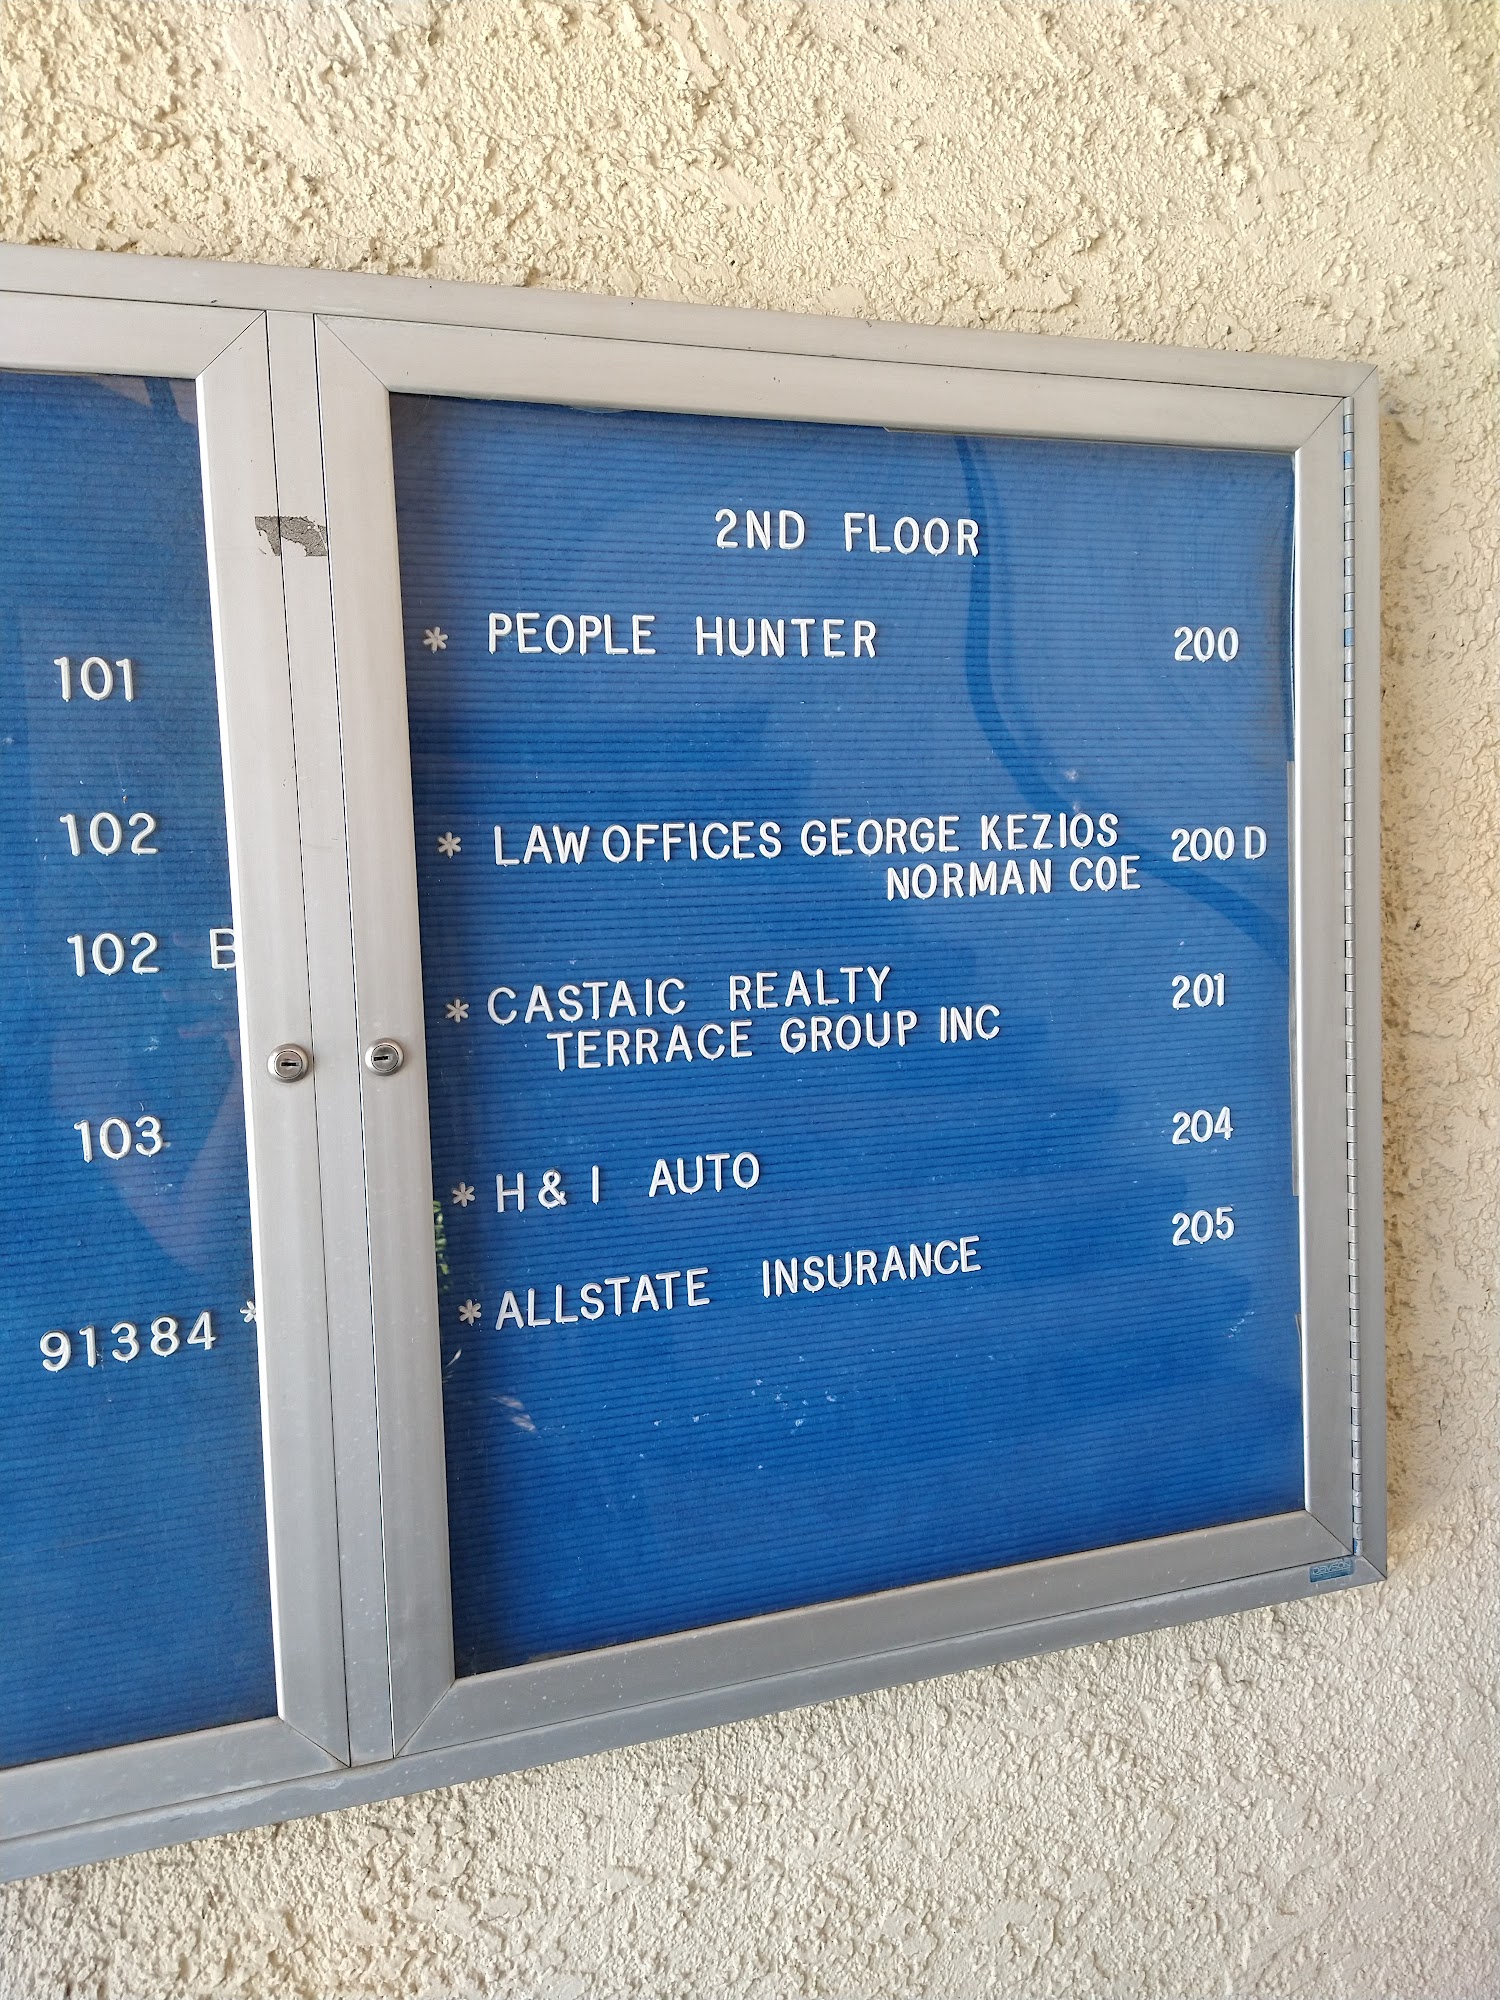 101
102
102 B
103
91384 *
2ND FLOOR
* PEOPLE HUNTER 200
* LAW OFFICES GEORGE KEZIOS 200 D
NORMAN COE
* CASTAIC REALTY 201
TERRACE GROUP INC
* H & I AUTO 204
* ALLSTATE INSURANCE 205